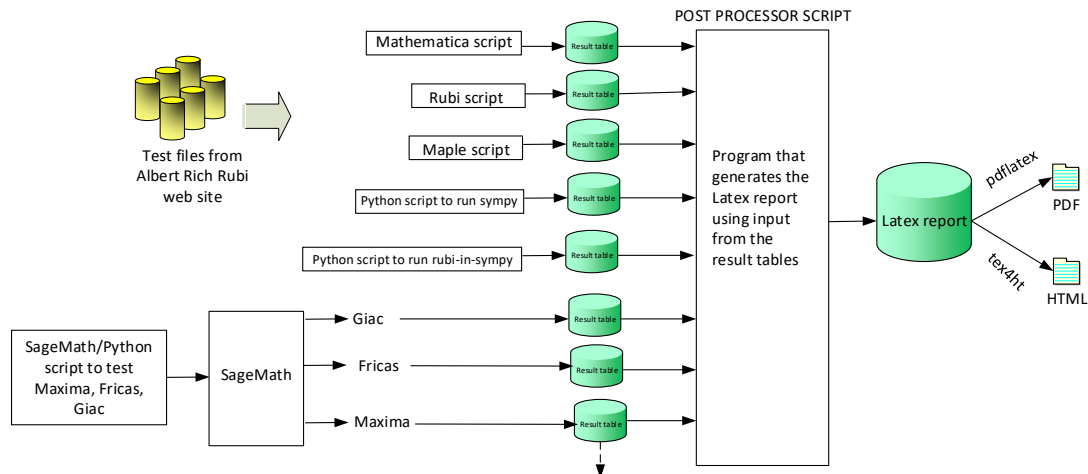 POST PROCESSOR SCRIPT
Mathematica script
Result table
Rubi script
Result table
Maple script
Result table
Python script to run sympy
Result table
Python script to run rubi-in-sympy
Result table
Test files from
Albert Rich Rubi
web site
Program that
generates the
Latex report
using input
from the
result tables
Latex report
pdflatex
PDF
tex4ht
HTML
SageMath/Python
script to test
Maxima, Fricas,
Giac
SageMath
Giac
Result table
Fricas
Result table
Maxima
Result table